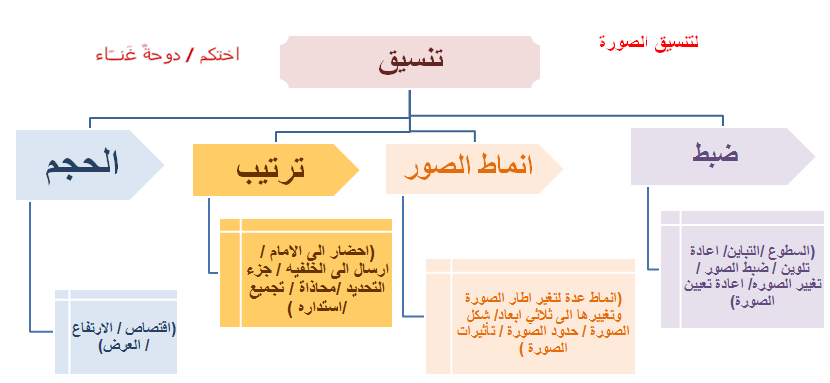 لتنسيق الصورة
اختكم / دوحةٌ غَنــَاء
تنسيق
ضبط
(السطوع /التباين/ اعادة
تلوين / ضبط الصور /
تغيير الصوره/ اعادة تعيين
الصورة)
انماط الصور
(انماط عدة لتغير اطار الصورة
وتغييرها الى ثلاثي ابعاد/ شكل
الصورة / حدود الصورة / تأثيرات
الصورة )
ترتيب
(احضار الى الامام /
ارسال الى الخلفيه / جزء
التحديد /محاذاة / تجميع
/استداره )
الحجم
(اقتصاص / الارتفاع
/ العرض)